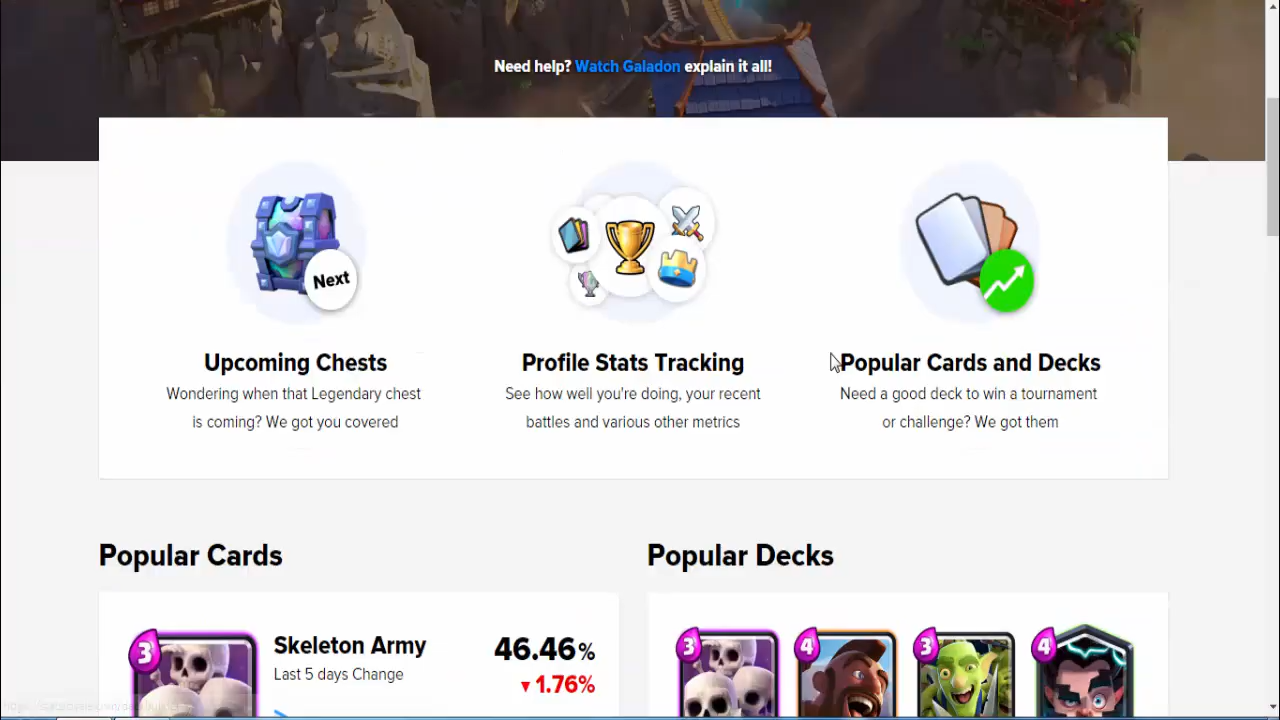 Need help? Watch Galadon explain it all!
Next
Upcoming Chests
Wondering when that Legendary chest
is coming? We got you covered
Profile Stats Tracking
See how well you're doing, your recent
battles and various other metrics
Popular Cards and Decks
Need a good deck to win a tournament
or challenge? We got them
Popular Cards
3
Skeleton Army
46.46%
Last 5 days Change
▼1.76%
Popular Decks
3 4 3 4